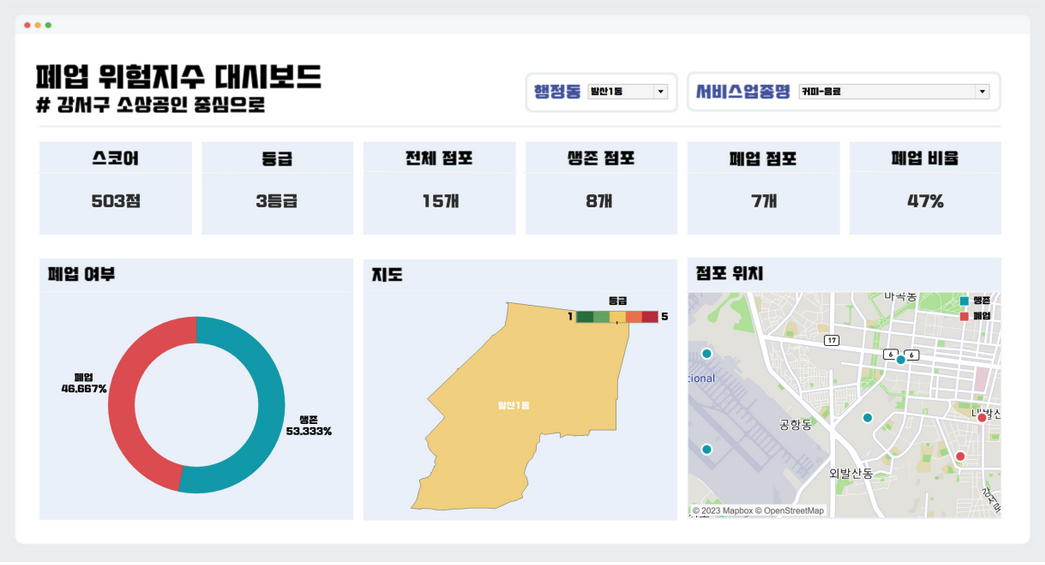 폐업 위험지수 대시보드
# 강서구 소상공인 중심으로
행정동 발산1동
서비스업종명 커피-음료
스코어
503점
등급
3등급
전체 점포
15개
생존 점포
8개
폐업 점포
7개
폐업 비율
47%
폐업 여부
폐업
46.667%
생존
53.333%
지도
등급
1 5
발산1동
점포 위치
마곡동
생존
폐업
17
6 6
tional
공항동
외발산동
© 2023 Mapbox © OpenStreetMap